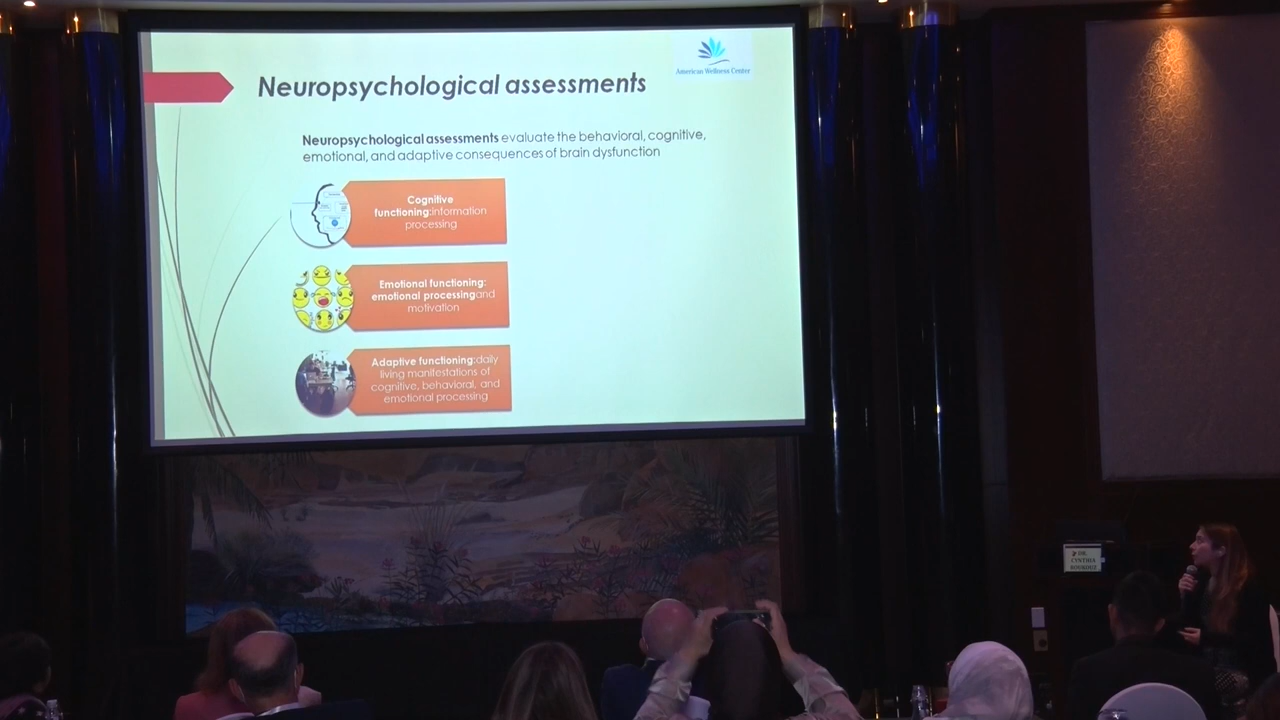 Neuropsychological assessments
American Wellness Center
Neuropsychological assessments evaluate the behavioral, cognitive,
emotional, and adaptive consequences of brain dysfunction
Cognitive
functioning:information
processing
Emotional functioning:
emotional processingand
motivation
Adaptive functioning:daily
living manifestations of
cognitive, behavioral, and
emotional processing
DR.
CYNTHIA